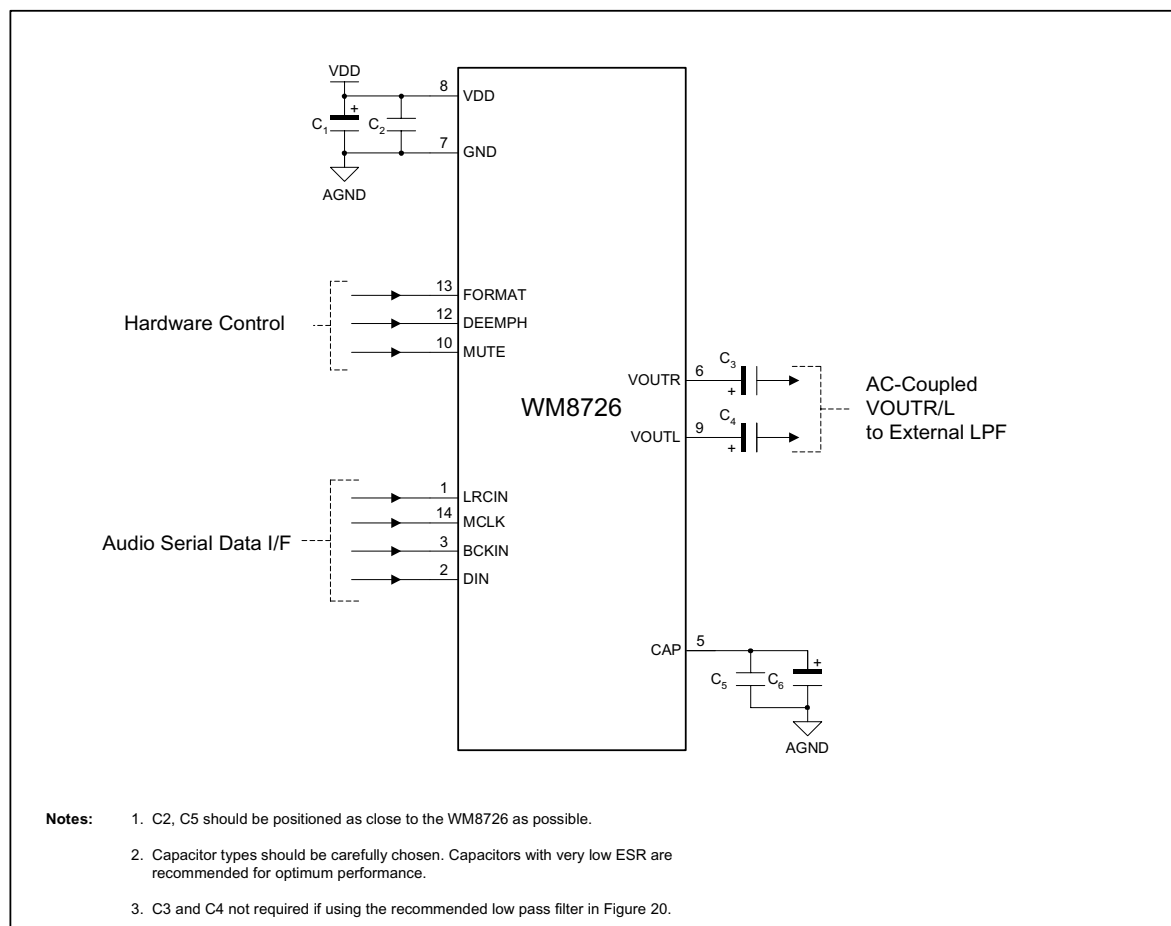 VDD
8
VDD
+
C1
C2
7
GND
AGND
13
FORMAT
Hardware Control
12
DEEMPH
10
MUTE
WM8726
VOUTR
6
C3
+
VOUTL
9
C4
+
AC-Coupled
VOUTR/L
to External LPF
1
LRCIN
14
MCLK
Audio Serial Data I/F
3
BCKIN
2
DIN
CAP
5
+
C5
C6
AGND
Notes: 1. C2, C5 should be positioned as close to the WM8726 as possible.
2. Capacitor types should be carefully chosen. Capacitors with very low ESR are
recommended for optimum performance.
3. C3 and C4 not required if using the recommended low pass filter in Figure 20.